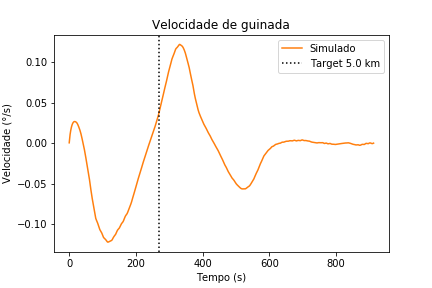 Velocidade de guinada
Simulado
Target 5.0 km
Velocidade (°/s)
0.10
0.05
0.00
−0.05
−0.10
0
200
400
600
800
Tempo (s)